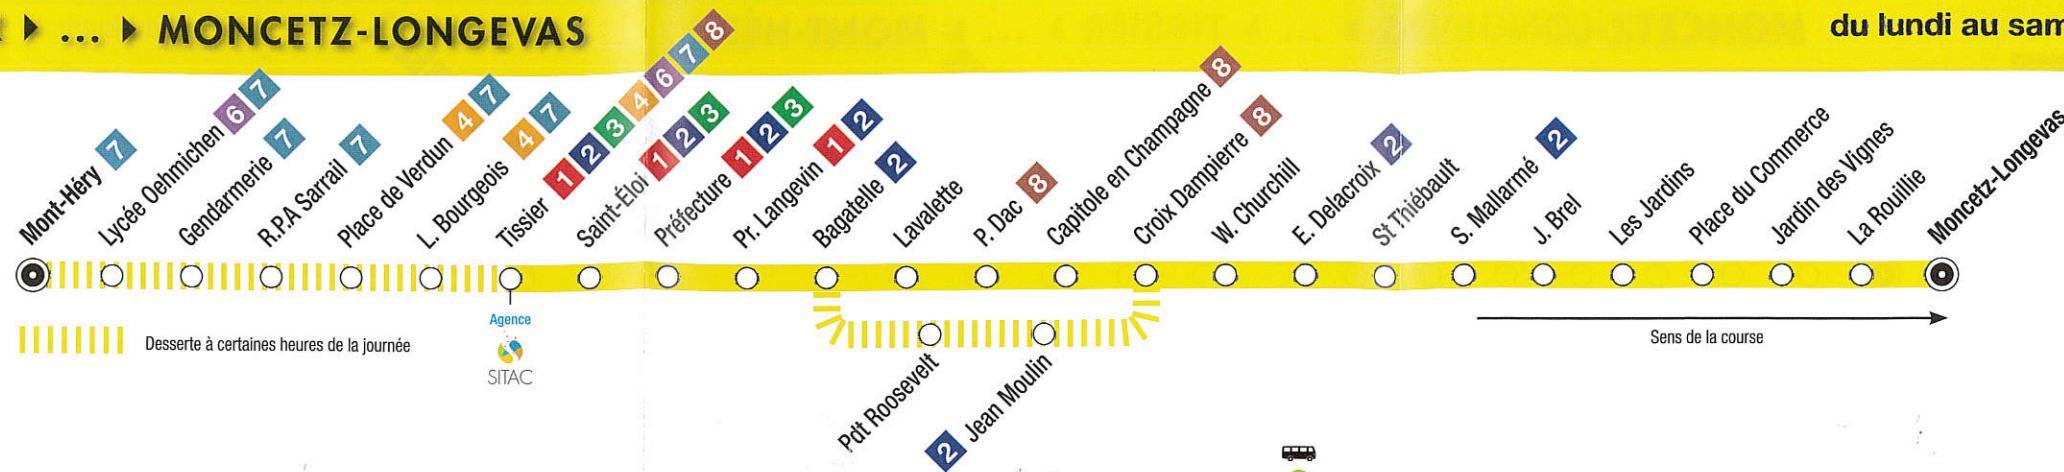 ▶ ... ▶ MONCETZ-LONGEVAS
du lundi au sam
Mont-Héry 7
Lycée Oehmichen 6 7
Gendarmerie 7
R.P.A Sarrail 7
Place de Verdun 4 7
L. Bourgeois 4 7
Tissier 1 2 3 4 6 7 8
Saint-Éloi 1 2 3
Préfecture 1 2 3
Pr. Langevin 1 2
Bagatelle 2
Lavalette
P. Dac 8
Capitole en Champagne 8
Croix Dampierre 8
W. Churchill
E. Delacroix 2
St Thiébault
S. Mallarmé 2
J. Brel
Les Jardins
Place du Commerce
Jardin des Vignes
La Rouillie
Moncetz-Longevas
Desserte à certaines heures de la journée
Agence
SITAC
Pdt Roosevelt
2 Jean Moulin
Sens de la course